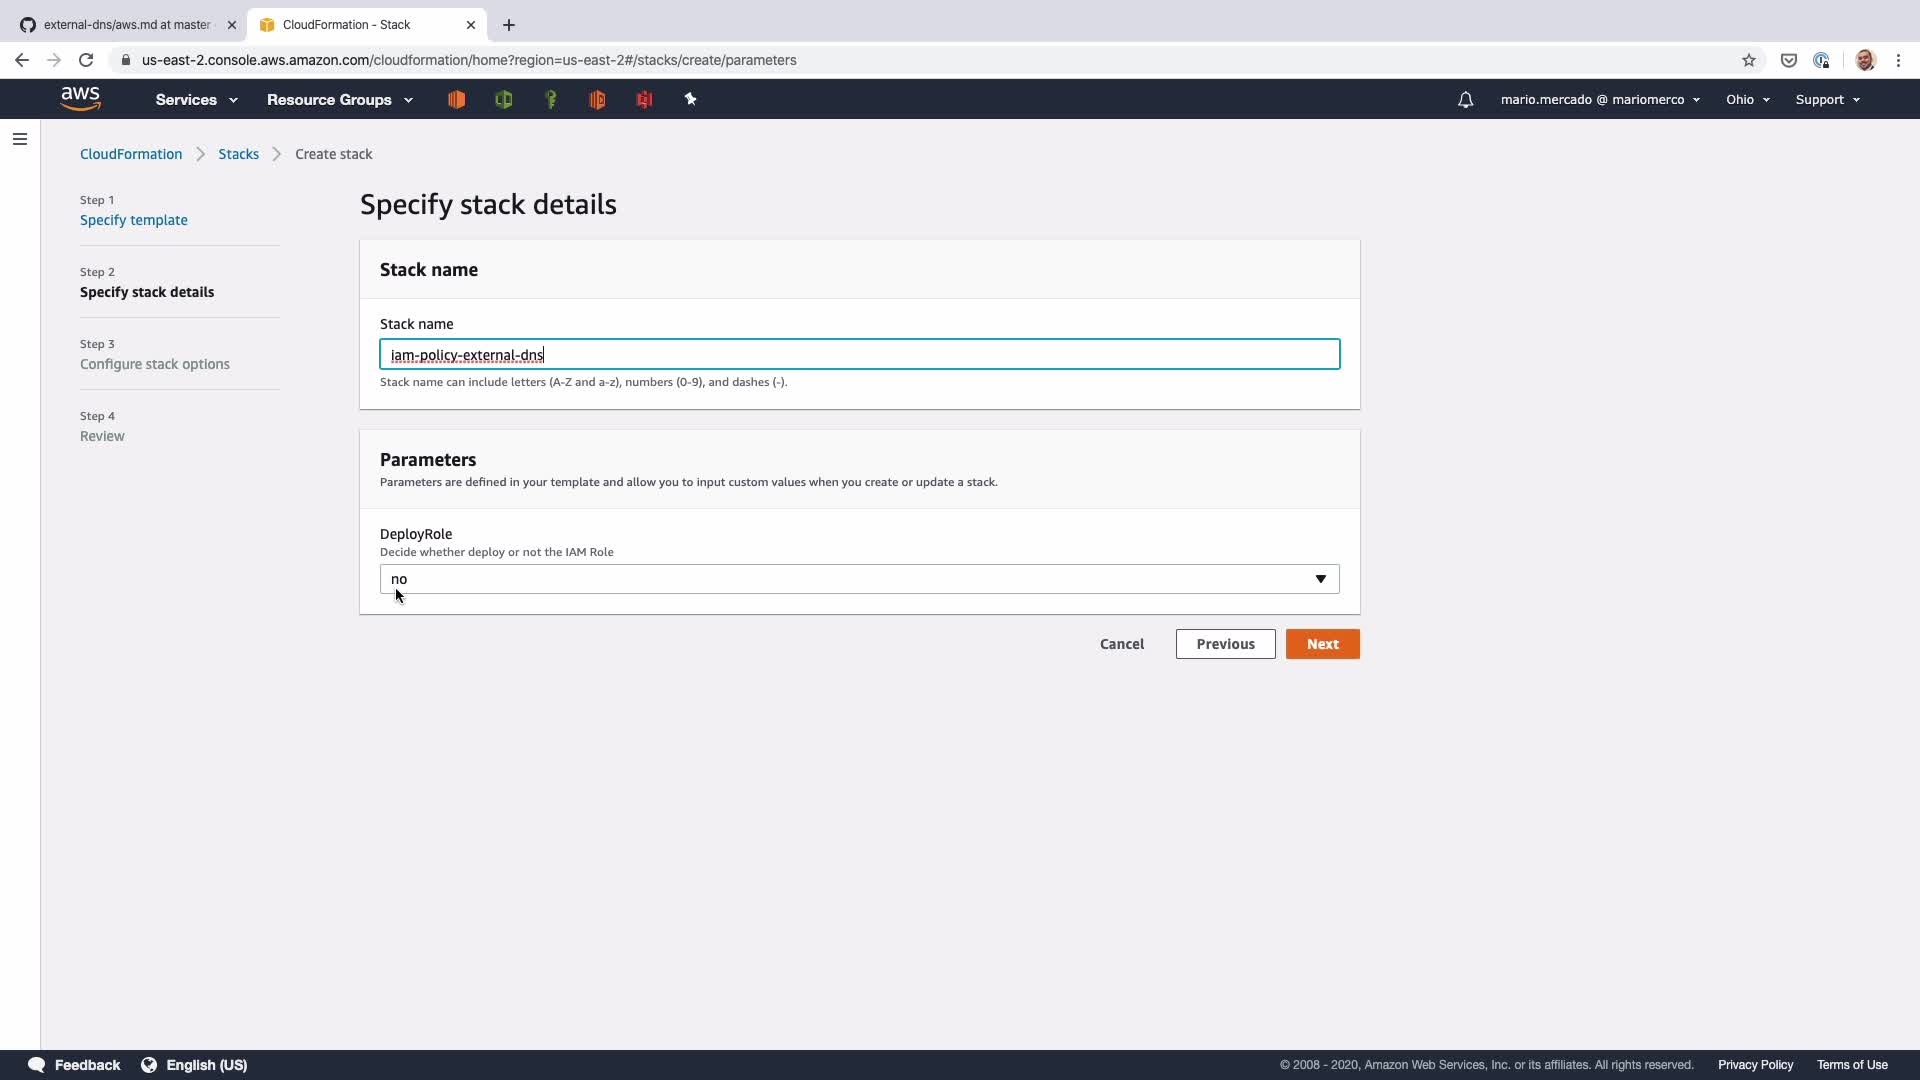 external-dns/aws.md at master
CloudFormation - Stack
us-east-2.console.aws.amazon.com/cloudformation/home?region=us-east-2#/stacks/create/parameters
aws
Services
Resource Groups
mario.mercado @ mariomerco
Ohio
Support
CloudFormation
Stacks
Create stack
Step 1
Specify template
Step 2
Specify stack details
Step 3
Configure stack options
Step 4
Review
Specify stack details
Stack name
Stack name
iam-policy-external-dns
Stack name can include letters (A-Z and a-z), numbers (0-9), and dashes (-).
Parameters
Parameters are defined in your template and allow you to input custom values when you create or update a stack.
DeployRole
Decide whether deploy or not the IAM Role
no
Cancel
Previous
Next
Feedback
English (US)
© 2008 - 2020, Amazon Web Services, Inc. or its affiliates. All rights reserved.
Privacy Policy
Terms of Use